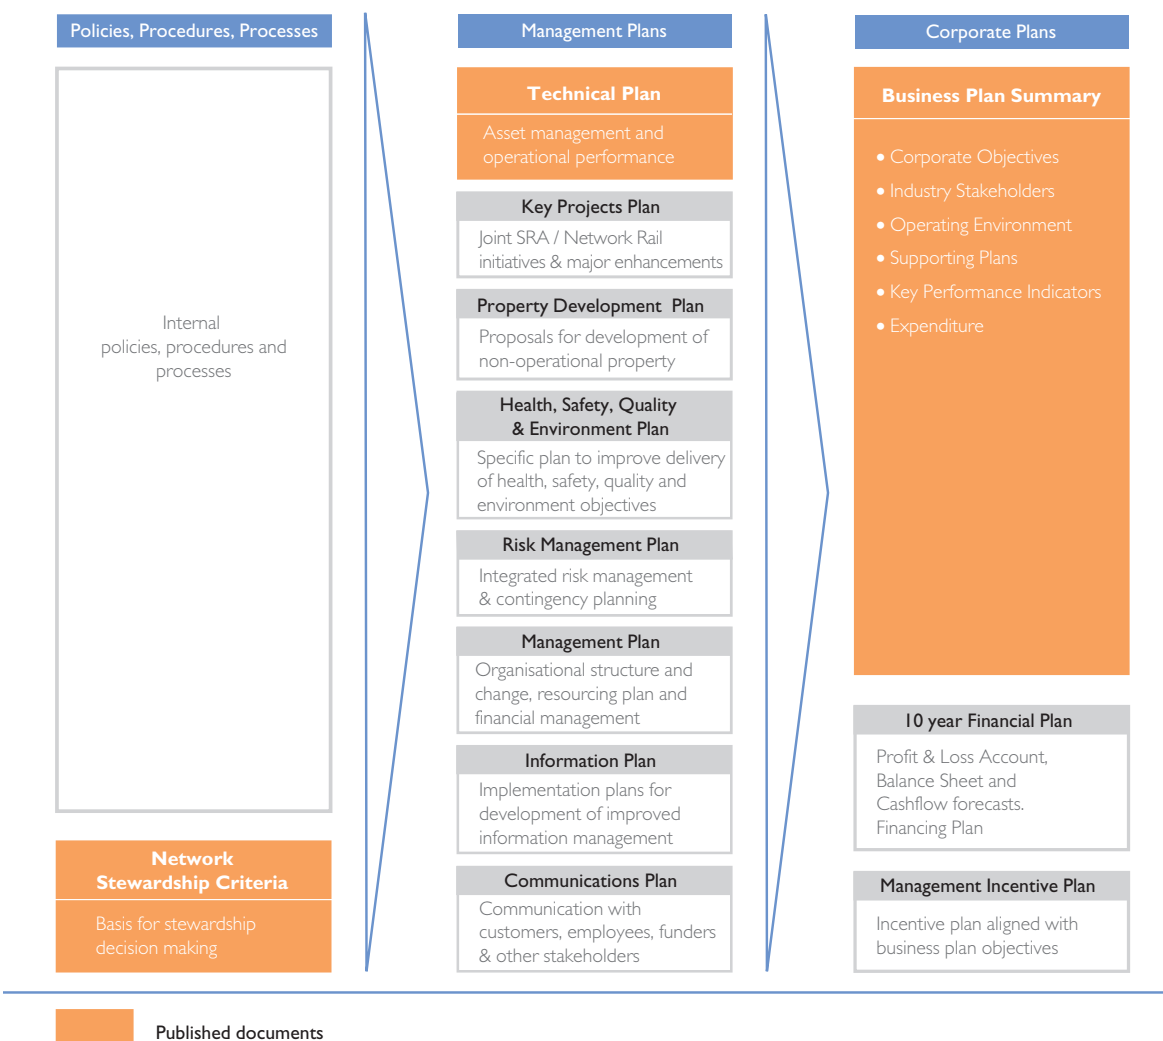 Policies, Procedures, Processes
Internal
policies, procedures and
processes
Network
Stewardship Criteria
Basis for stewardship
decision making
Management Plans
Technical Plan
Asset management and
operational performance
Key Projects Plan
Joint SRA / Network Rail
initiatives & major enhancements
Property Development Plan
Proposals for development of
non-operational property
Health, Safety, Quality
& Environment Plan
Specific plan to improve delivery
of health, safety, quality and
environment objectives
Risk Management Plan
Integrated risk management
& contingency planning
Management Plan
Organisational structure and
change, resourcing plan and
financial management
Information Plan
Implementation plans for
development of improved
information management
Communications Plan
Communication with
customers, employees, funders
& other stakeholders
Corporate Plans
Business Plan Summary
• Corporate Objectives
• Industry Stakeholders
• Operating Environment
• Supporting Plans
• Key Performance Indicators
• Expenditure
10 year Financial Plan
Profit & Loss Account,
Balance Sheet and
Cashflow forecasts.
Financing Plan
Management Incentive Plan
Incentive plan aligned with
business plan objectives
Published documents